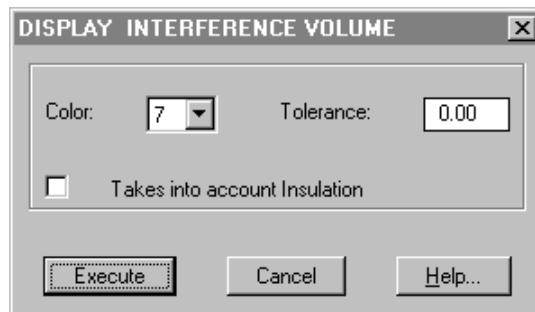 DISPLAY INTERFERENCE VOLUME
Color: 7 Tolerance: 0.00
Takes into account Insulation
Execute Cancel Help...